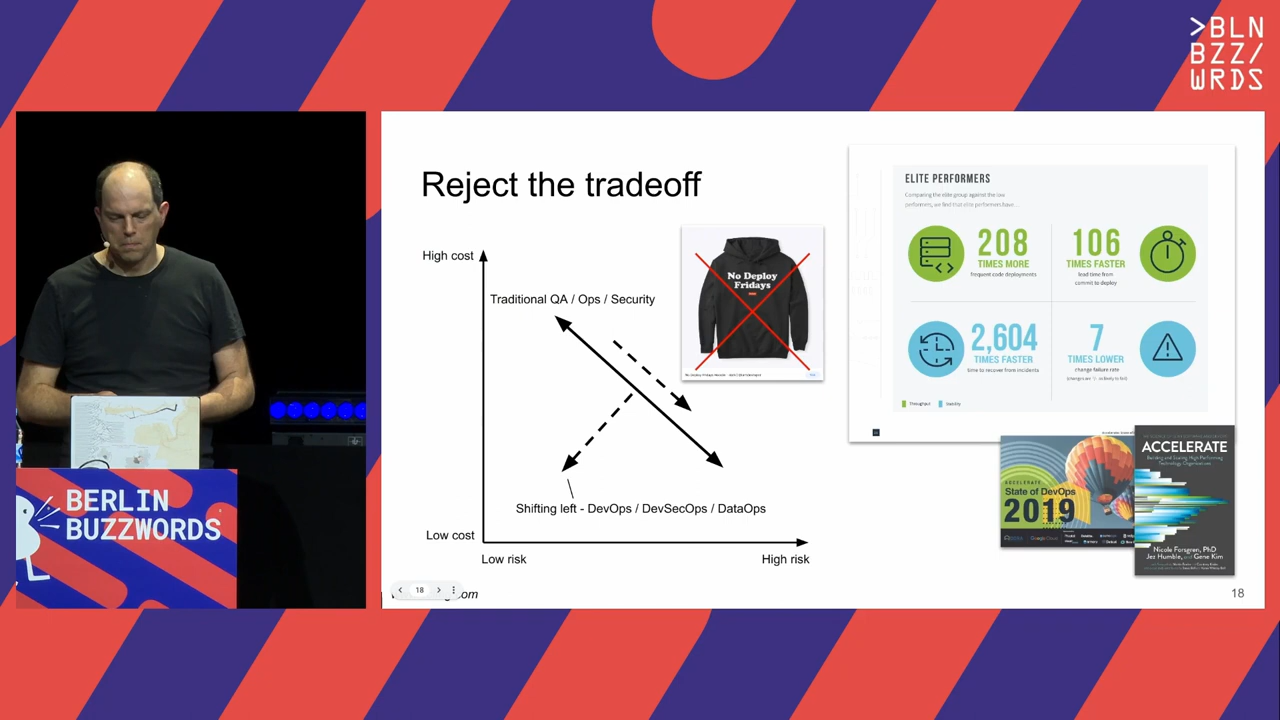 >BLN
BZZ/
WRDS
BERLIN
BUZZWORDS
Reject the tradeoff
High cost
Traditional QA / Ops / Security
Shifting left - DevOps / DevSecOps / DataOps
Low cost
Low risk
High risk
No Deploy
Fridays
ELITE PERFORMERS
Comparing the elite group against the low
performers, we find that elite performers have…
208
TIMES MORE
frequent code deployments
106
TIMES FASTER
lead time from
commit to deploy
2,604
TIMES FASTER
time to recover from incidents
7
TIMES LOWER
change failure rate
Throughput
Stability
ACCELERATE
State of DevOps
2019
ACCELERATE
Building and Scaling High Performing
Technology Organizations
Nicole Forsgren, PhD
Jez Humble, and Gene Kim
18
.com
18